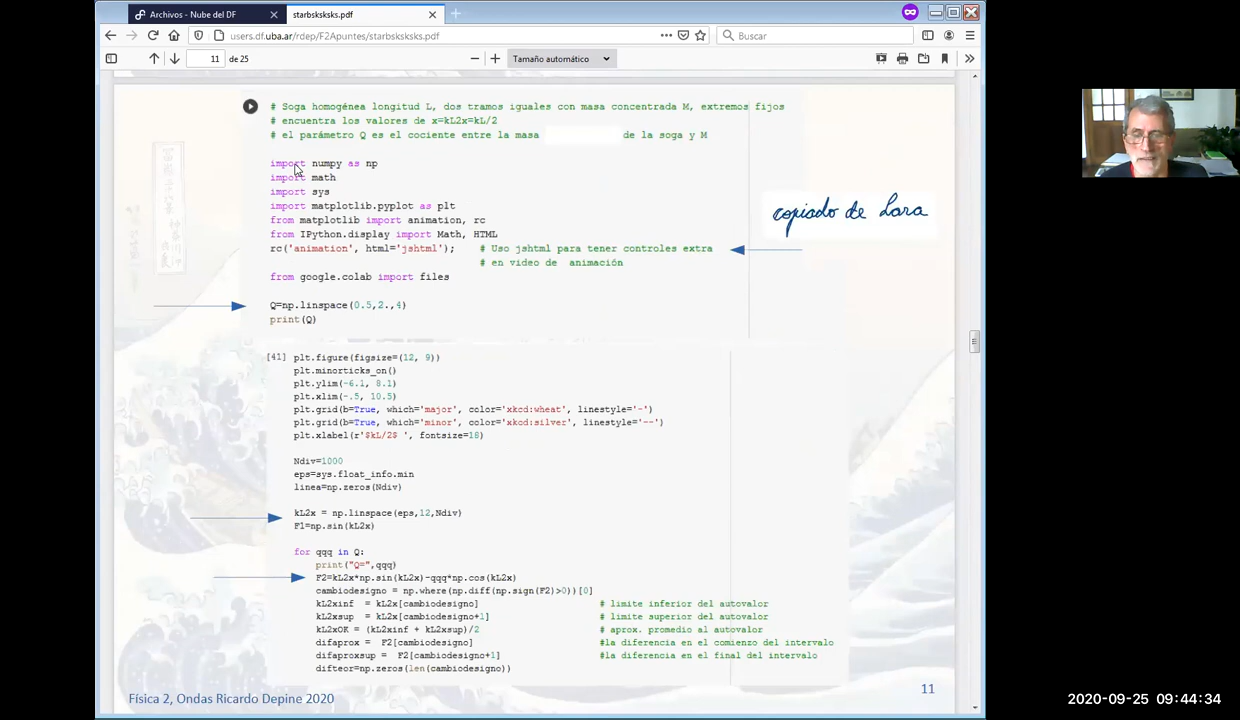 Archivos - Nube del DF
starbsksksks.pdf
users.df.uba.ar/rdep/F2Apuntes/starbsksksks.pdf
Buscar
11
de 25
Tamaño automático
# Soga homogénea longitud L, dos tramos iguales con masa concentrada M, extremos fijos
# encuentra los valores de x=kL2x=kL/2
# el parámetro Q es el cociente entre la masa de la soga y M
import numpy as np
import math
import sys
import matplotlib.pyplot as plt
from matplotlib import animation, rc
from IPython.display import Math, HTML
rc('animation', html='jshtml'); # Uso jshtml para tener controles extra
# en video de animación
from google.colab import files
Q=np.linspace(0.5,2.,4)
print(Q)
copiado de Lara
[41] plt.figure(figsize=(12, 9))
plt.minorticks_on()
plt.ylim(-6.1, 8.1)
plt.xlim(-.5, 10.5)
plt.grid(b=True, which='major', color='xkcd:wheat', linestyle='-')
plt.grid(b=True, which='minor', color='xkcd:silver', linestyle='--')
plt.xlabel(r'$kL/2$ ', fontsize=18)
Ndiv=1000
eps=sys.float_info.min
linea=np.zeros(Ndiv)
kL2x = np.linspace(eps,12,Ndiv)
F1=np.sin(kL2x)
for qqq in Q:
print("Q=",qqq)
F2=kL2x*np.sin(kL2x)-qqq*np.cos(kL2x)
cambiodesigno = np.where(np.diff(np.sign(F2)>0))[0]
kL2xinf = kL2x[cambiodesigno] # limite inferior del autovalor
kL2xsup = kL2x[cambiodesigno+1] # limite superior del autovalor
kL2xOK = (kL2xinf + kL2xsup)/2 # aprox. promedio al autovalor
difaprox = F2[cambiodesigno] #la diferencia en el comienzo del intervalo
difaproxsup = F2[cambiodesigno+1] #la diferencia en el final del intervalo
difteor=np.zeros(len(cambiodesigno))
Física 2, Ondas Ricardo Depine 2020
11
2020-09-25 09:44:34